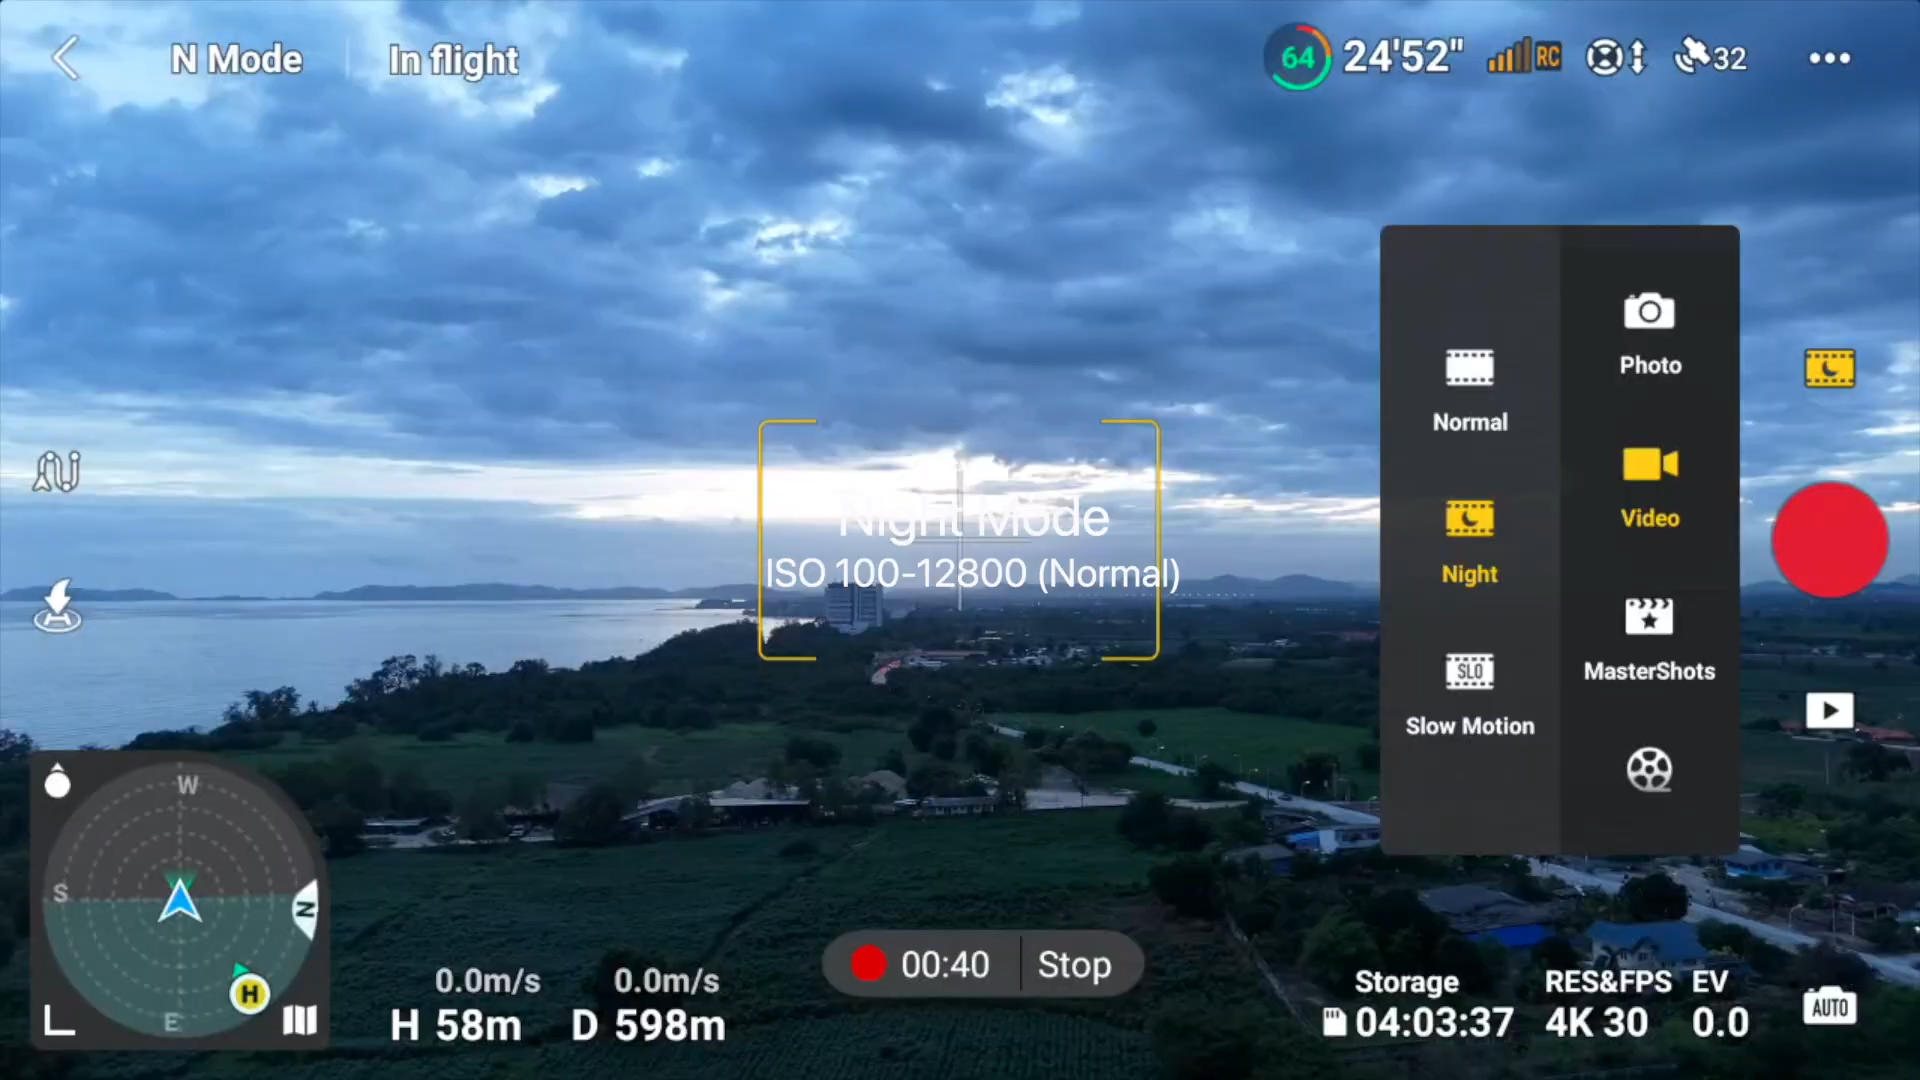 N Mode
In flight
64
24'52"
RC
32
Normal
Night
SLO
Slow Motion
Photo
Video
MasterShots
Night Mode
ISO 100-12800 (Normal)
W
S
N
E
H
0.0m/s
0.0m/s
H 58m
D 598m
00:40
Stop
Storage
04:03:37
RES&FPS
4K 30
EV
0.0
AUTO